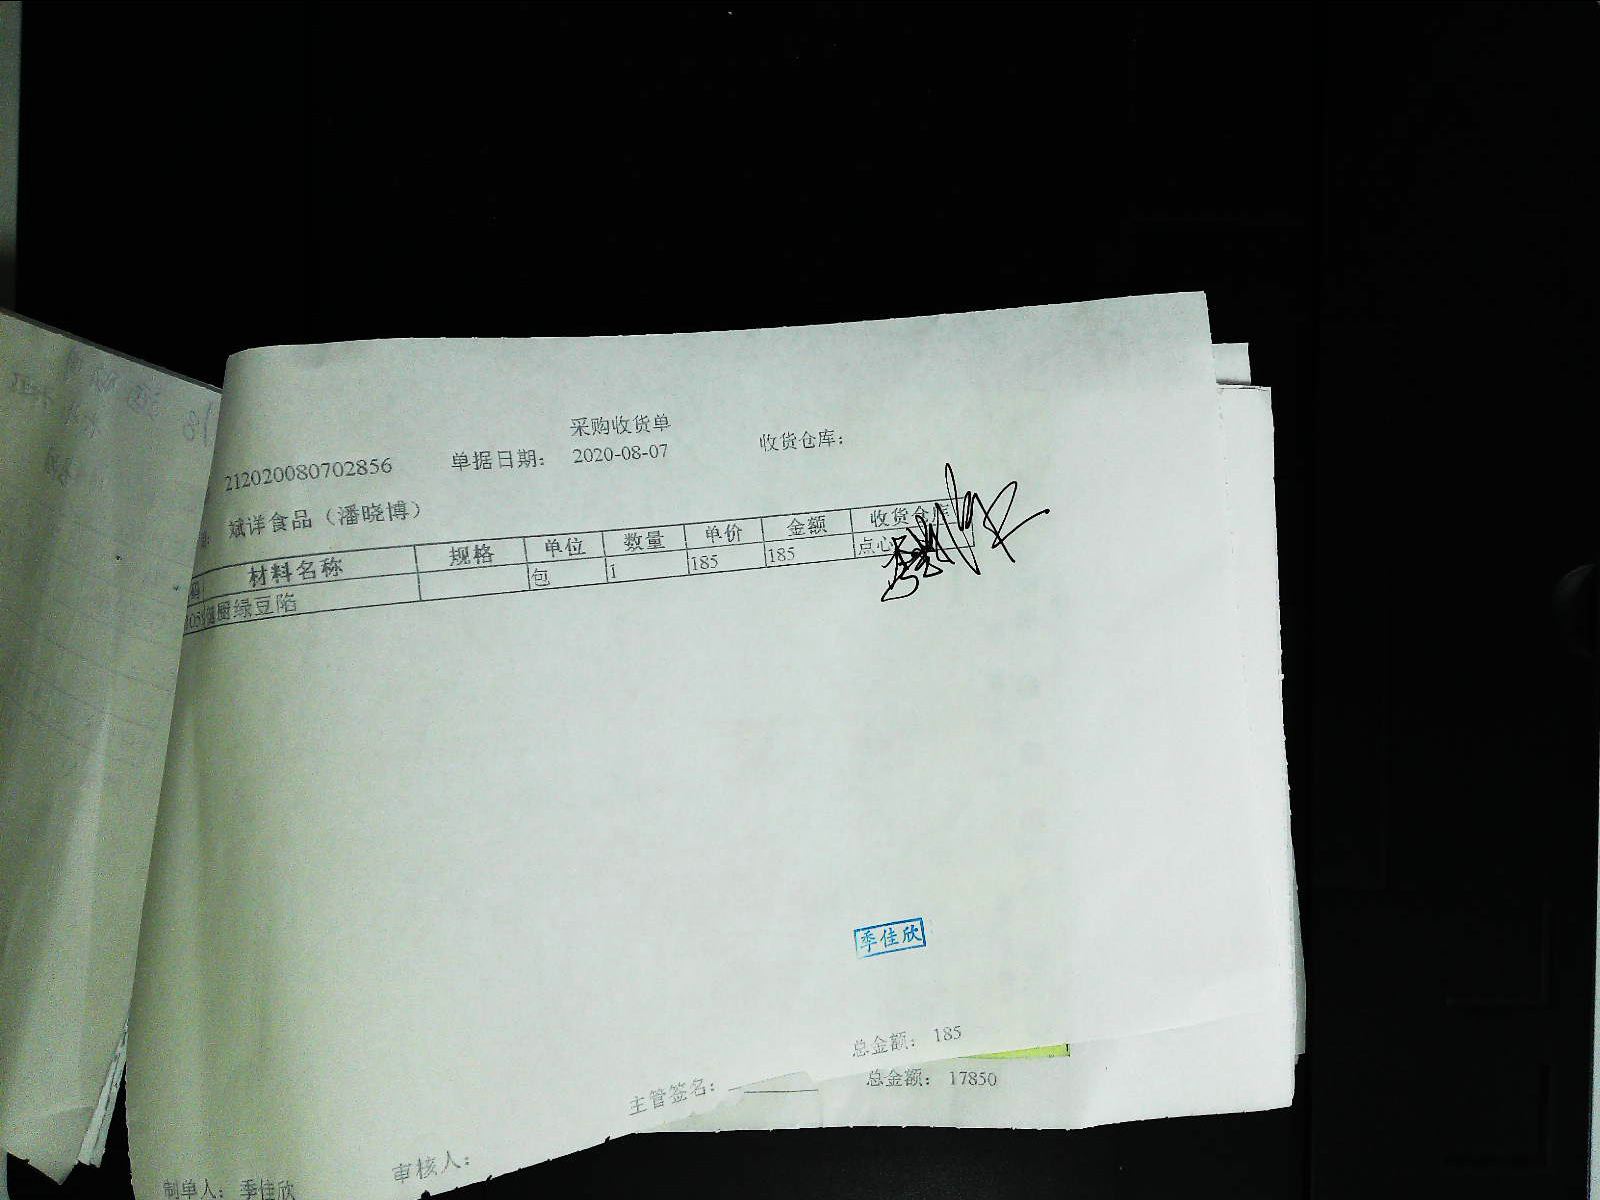 采购收货单
212020080702856 单据日期： 2020-08-07 收货仓库：
斌洋食品（潘晓博）
材料名称 规格 单位 数量 单价 金额 收货仓库
绿豆陷 包 1 185 185 点心
季佳欣
总金额： 185
主管签名：
总金额： 17850
审核人：
制单人： 季佳欣